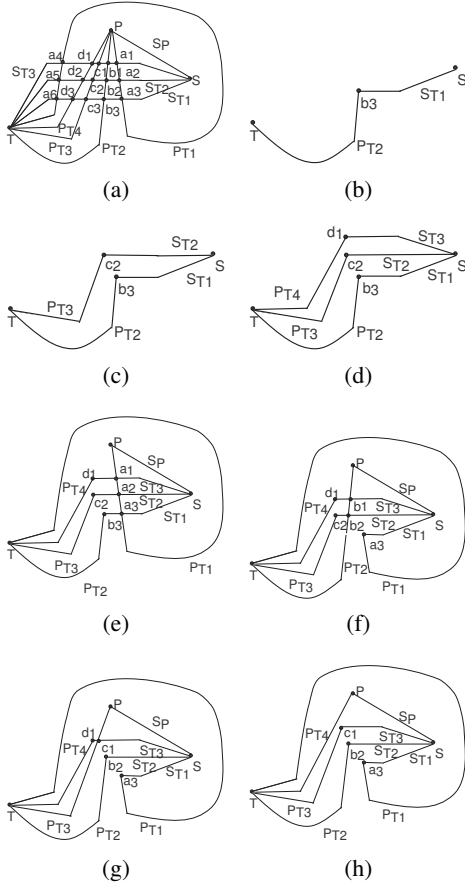 P
a4 d1 a1 SP
ST3 d2 c1 b1 a2 S
a5 d3 c2 b2 a3 ST2
a6 c3 b3 ST1
T PT4
PT3 PT2 PT1
(a)
S
b3 ST1
T
PT2
(b)
ST2 S
c2 ST1
b3
T PT3
PT2
(c)
d1 ST3
c2 ST2 S
PT4 b3 ST1
T PT3
PT2
(d)
P
SP
d1 a1
ST3
PT4 a2 S
c2 ST2
a3 ST1
b3
T
PT3
PT2 PT1
(e)
P
SP
d1 b1 ST3
PT4 S
c2 b2 ST2
a3 ST1
T
PT3
PT2 PT1
(f)
P
SP
d1
PT4 c1 ST3
S
b2 ST2
a3 ST1
T
PT3
PT2 PT1
(g)
P
SP
c1 ST3
PT4 S
b2 ST2
a3 ST1
T
PT3
PT2 PT1
(h)